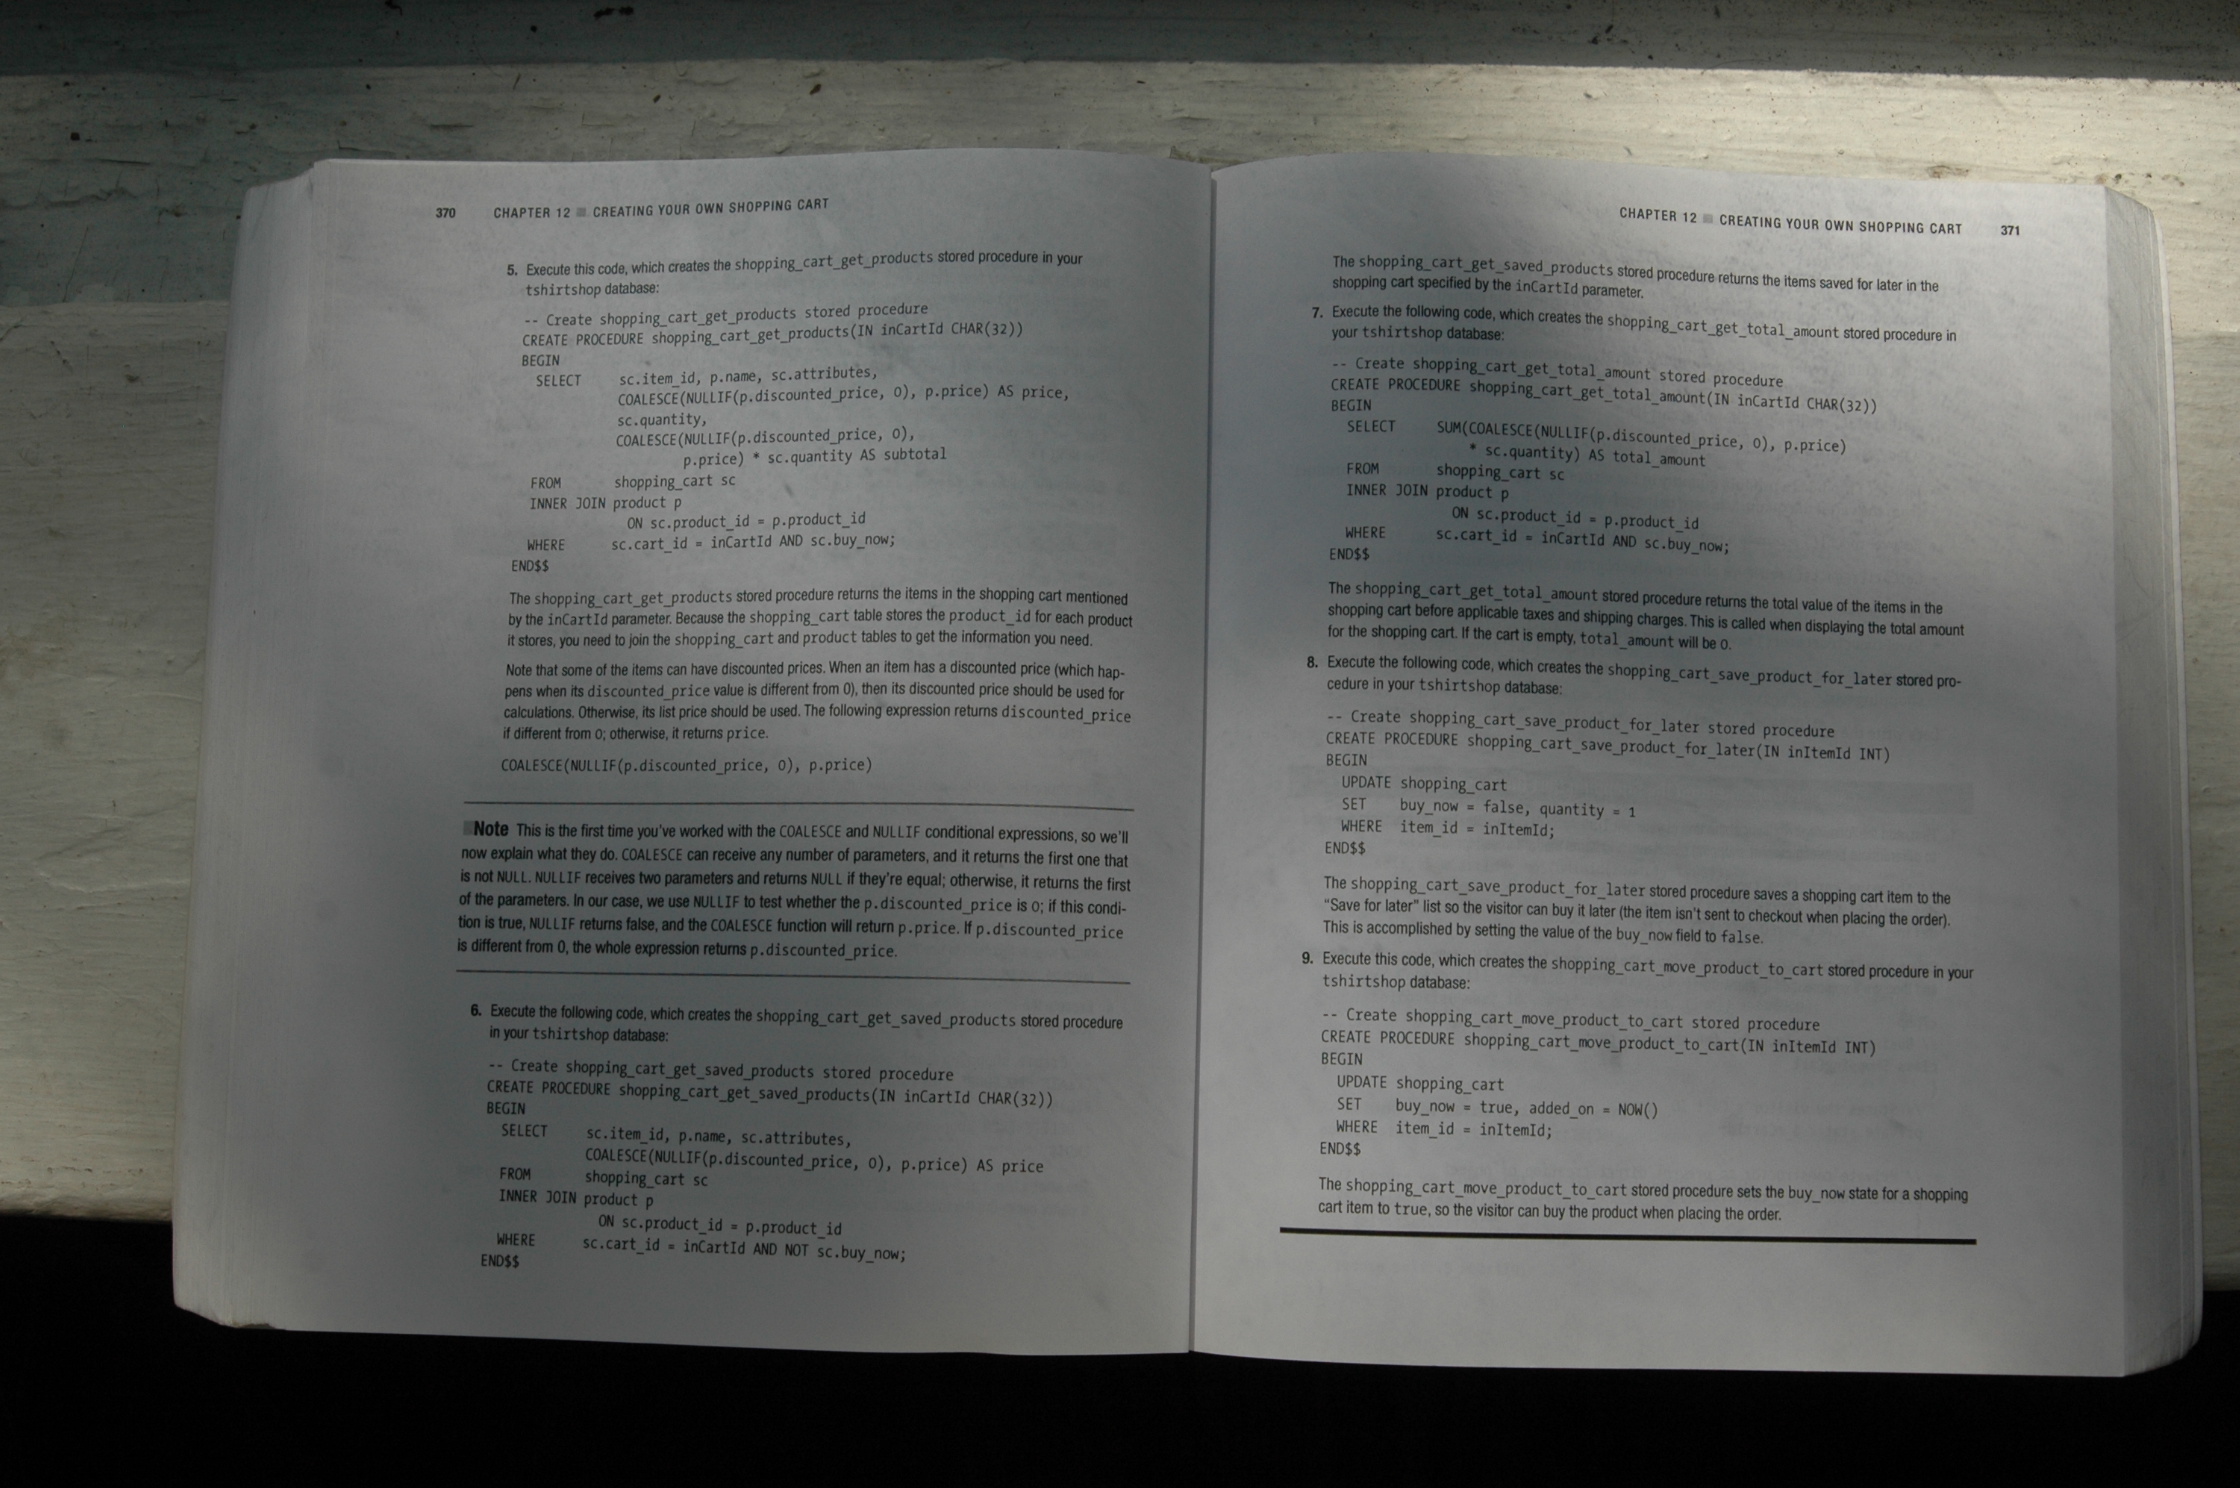 370 CHAPTER 12 ■ CREATING YOUR OWN SHOPPING CART
5. Execute this code, which creates the shopping_cart_get_products stored procedure in your
tshirtshop database:
-- Create shopping_cart_get_products stored procedure
CREATE PROCEDURE shopping_cart_get_products(IN inCartId CHAR(32))
BEGIN
SELECT sc.item_id, p.name, sc.attributes,
COALESCE(NULLIF(p.discounted_price, 0), p.price) AS price,
sc.quantity,
COALESCE(NULLIF(p.discounted_price, 0),
p.price) * sc.quantity AS subtotal
FROM shopping_cart sc
INNER JOIN product p
ON sc.product_id = p.product_id
WHERE sc.cart_id = inCartId AND sc.buy_now;
END$$
The shopping_cart_get_products stored procedure returns the items in the shopping cart mentioned
by the inCartId parameter. Because the shopping_cart table stores the product_id for each product
it stores, you need to join the shopping_cart and product tables to get the information you need.
Note that some of the items can have discounted prices. When an item has a discounted price (which hap-
pens when its discounted_price value is different from 0), then its discounted price should be used for
calculations. Otherwise, its list price should be used. The following expression returns discounted_price
if different from 0; otherwise, it returns price.
COALESCE(NULLIF(p.discounted_price, 0), p.price)
■Note This is the first time you've worked with the COALESCE and NULLIF conditional expressions, so we'll
now explain what they do. COALESCE can receive any number of parameters, and it returns the first one that
is not NULL. NULLIF receives two parameters and returns NULL if they're equal; otherwise, it returns the first
of the parameters. In our case, we use NULLIF to test whether the p.discounted_price is 0; if this condi-
tion is true, NULLIF returns false, and the COALESCE function will return p.price. If p.discounted_price
is different from 0, the whole expression returns p.discounted_price.
6. Execute the following code, which creates the shopping_cart_get_saved_products stored procedure
in your tshirtshop database:
-- Create shopping_cart_get_saved_products stored procedure
CREATE PROCEDURE shopping_cart_get_saved_products(IN inCartId CHAR(32))
BEGIN
SELECT sc.item_id, p.name, sc.attributes,
COALESCE(NULLIF(p.discounted_price, 0), p.price) AS price
FROM shopping_cart sc
INNER JOIN product p
ON sc.product_id = p.product_id
WHERE sc.cart_id = inCartId AND NOT sc.buy_now;
END$$
CHAPTER 12 ■ CREATING YOUR OWN SHOPPING CART 371
The shopping_cart_get_saved_products stored procedure returns the items saved for later in the
shopping cart specified by the inCartId parameter.
7. Execute the following code, which creates the shopping_cart_get_total_amount stored procedure in
your tshirtshop database:
-- Create shopping_cart_get_total_amount stored procedure
CREATE PROCEDURE shopping_cart_get_total_amount(IN inCartId CHAR(32))
BEGIN
SELECT SUM(COALESCE(NULLIF(p.discounted_price, 0), p.price)
* sc.quantity) AS total_amount
FROM shopping_cart sc
INNER JOIN product p
ON sc.product_id = p.product_id
WHERE sc.cart_id = inCartId AND sc.buy_now;
END$$
The shopping_cart_get_total_amount stored procedure returns the total value of the items in the
shopping cart before applicable taxes and shipping charges. This is called when displaying the total amount
for the shopping cart. If the cart is empty, total_amount will be 0.
8. Execute the following code, which creates the shopping_cart_save_product_for_later stored pro-
cedure in your tshirtshop database:
-- Create shopping_cart_save_product_for_later stored procedure
CREATE PROCEDURE shopping_cart_save_product_for_later(IN inItemId INT)
BEGIN
UPDATE shopping_cart
SET buy_now = false, quantity = 1
WHERE item_id = inItemId;
END$$
The shopping_cart_save_product_for_later stored procedure saves a shopping cart item to the
“Save for later” list so the visitor can buy it later (the item isn't sent to checkout when placing the order).
This is accomplished by setting the value of the buy_now field to false.
9. Execute this code, which creates the shopping_cart_move_product_to_cart stored procedure in your
tshirtshop database:
-- Create shopping_cart_move_product_to_cart stored procedure
CREATE PROCEDURE shopping_cart_move_product_to_cart(IN inItemId INT)
BEGIN
UPDATE shopping_cart
SET buy_now = true, added_on = NOW()
WHERE item_id = inItemId;
END$$
The shopping_cart_move_product_to_cart stored procedure sets the buy_now state for a shopping
cart item to true, so the visitor can buy the product when placing the order.